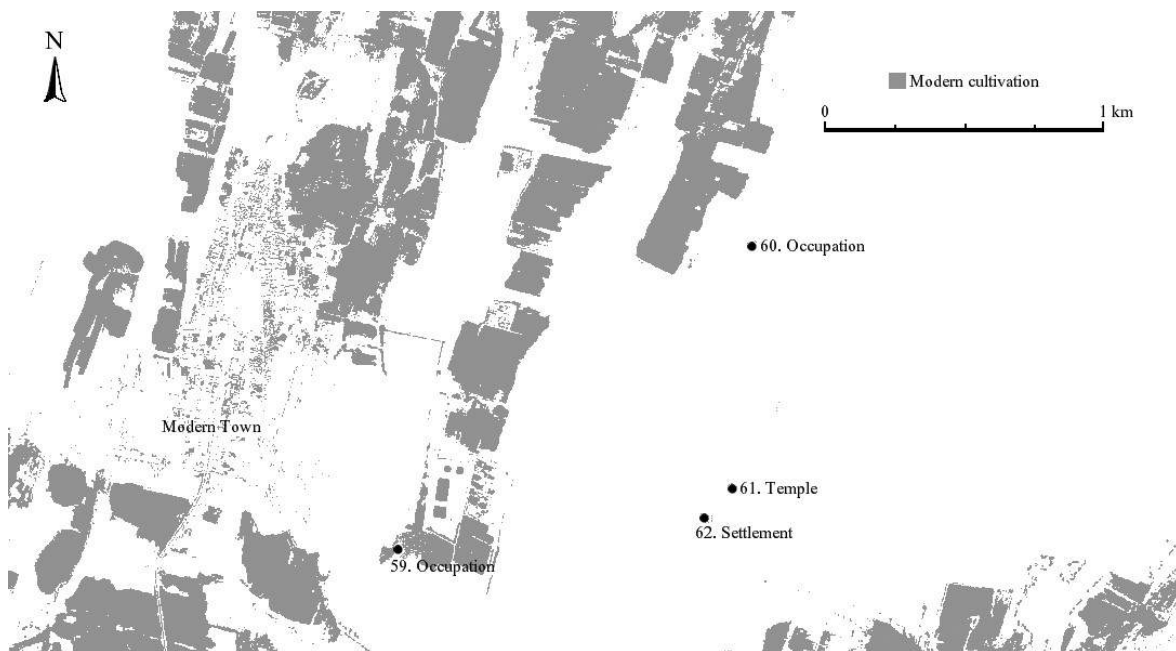 N
Modern cultivation
0
1 km
60. Occupation
Modern Town
61. Temple
62. Settlement
59. Occupation